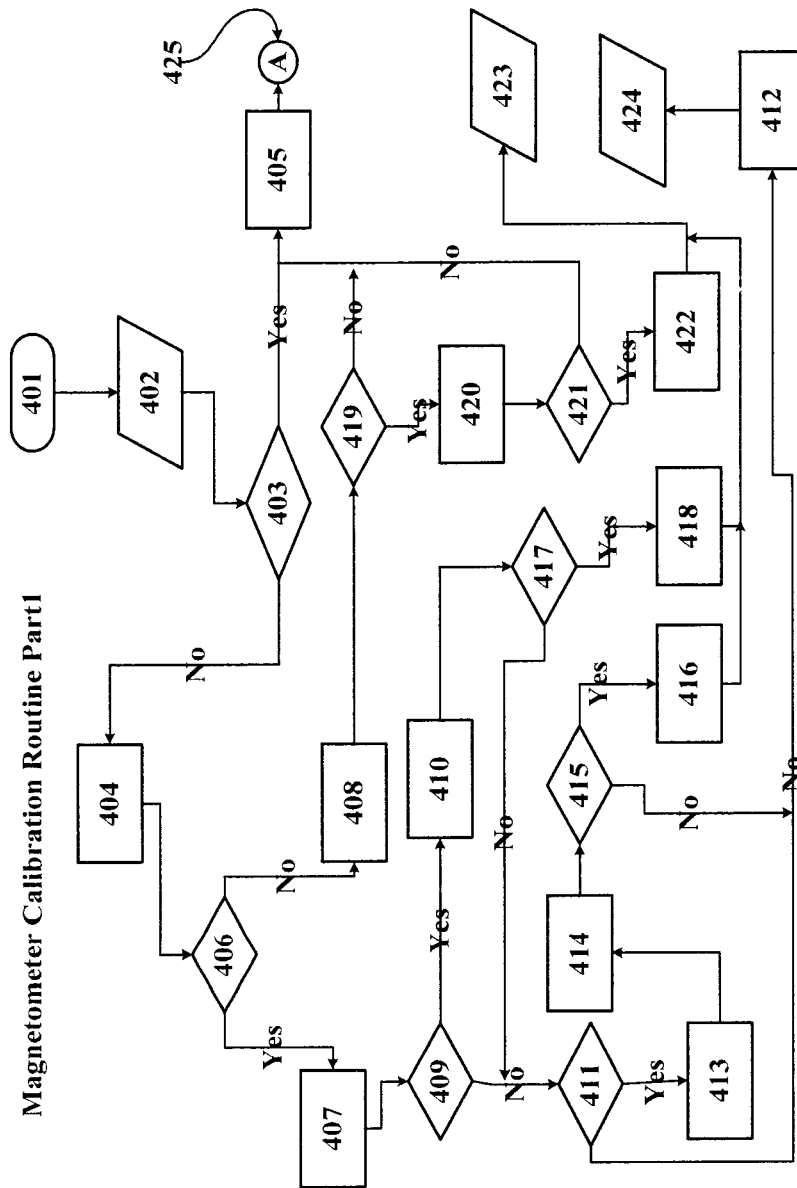 Magnetometer Calibration Routine Part1
401
402
403
Yes
No
405
A
425
404
406
No
Yes
408
407
419
No
Yes
420
421
No
Yes
422
423
409
Yes
No
410
417
No
Yes
418
411
Yes
No
413
414
415
Yes
No
416
412
424